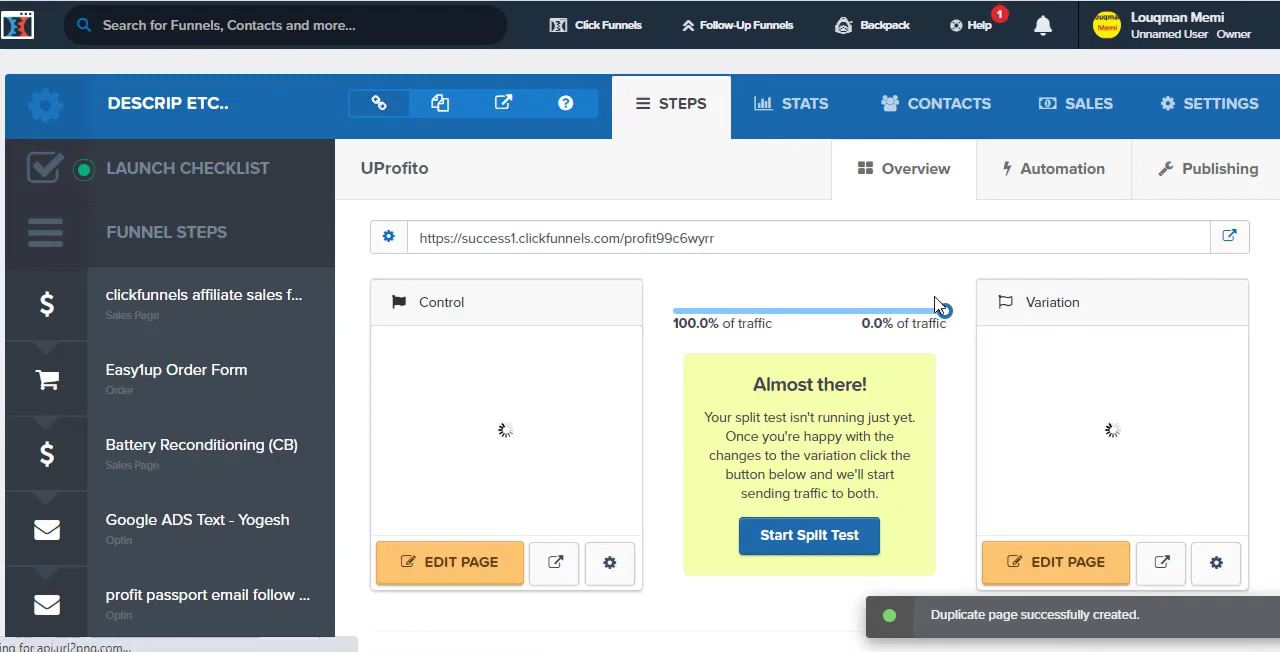 Search for Funnels, Contacts and more...
Click Funnels
Follow-Up Funnels
Backpack
Help
1
Louqman Memi
Unnamed User Owner
DESCRIP ETC..
STEPS
STATS
CONTACTS
SALES
SETTINGS
LAUNCH CHECKLIST
UProfito
Overview
Automation
Publishing
FUNNEL STEPS
https://success1.clickfunnels.com/profit99c6wyrr
clickfunnels affiliate sales f...
Sales Page
Easy1up Order Form
Order
Battery Reconditioning (CB)
Sales Page
Google ADS Text - Yogesh
Optin
profit passport email follow ...
Optin
Control
100.0% of traffic
0.0% of traffic
Variation
Almost there!
Your split test isn't running just yet.
Once you're happy with the
changes to the variation click the
button below and we'll start
sending traffic to both.
Start Split Test
EDIT PAGE
EDIT PAGE
Duplicate page successfully created.
ing for api.url2png.com...